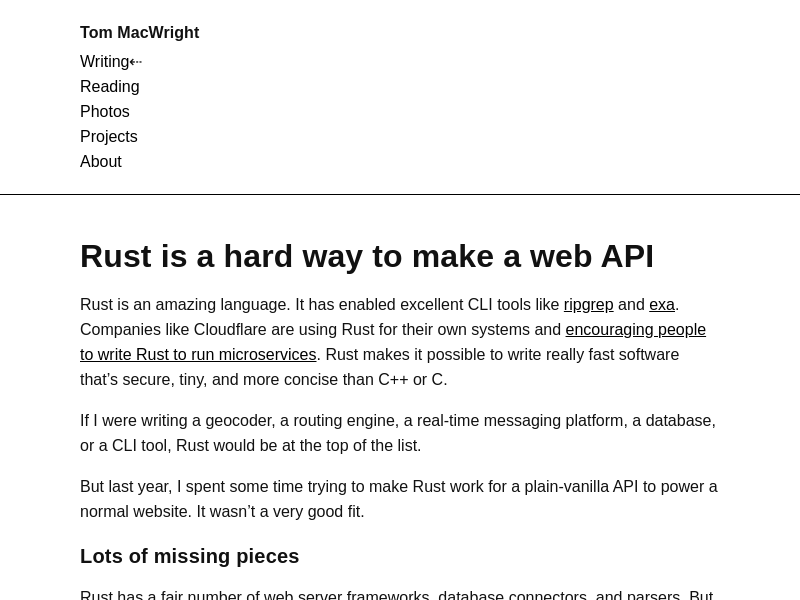 Tom MacWright
Writing⇠
Reading
Photos
Projects
About
Rust is a hard way to make a web API
Rust is an amazing language. It has enabled excellent CLI tools like ripgrep and exa.
Companies like Cloudflare are using Rust for their own systems and encouraging people
to write Rust to run microservices. Rust makes it possible to write really fast software
that’s secure, tiny, and more concise than C++ or C.
If I were writing a geocoder, a routing engine, a real-time messaging platform, a database,
or a CLI tool, Rust would be at the top of the list.
But last year, I spent some time trying to make Rust work for a plain-vanilla API to power a
normal website. It wasn’t a very good fit.
Lots of missing pieces
Rust has a fair number of web server frameworks, database connectors, and parsers. But